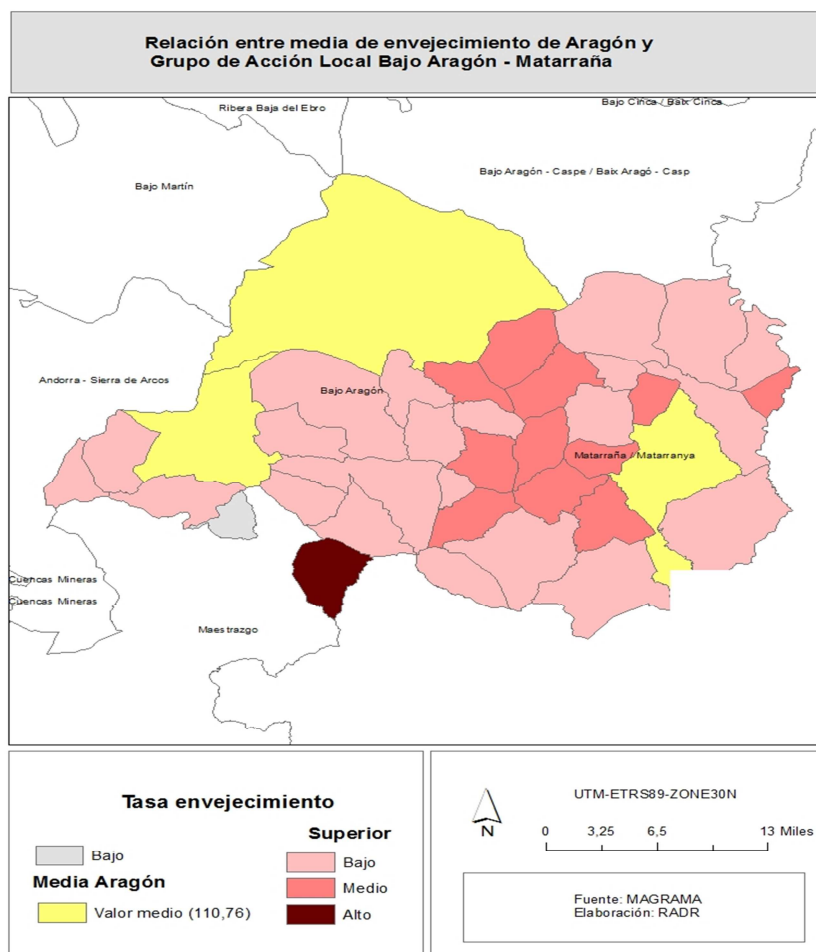 Relación entre media de envejecimiento de Aragón y
Grupo de Acción Local Bajo Aragón - Matarraña
Ribera Baja del Ebro
Bajo Cinca / Baix Cinca
Bajo Martín
Bajo Aragón - Caspe / Baix Aragó - Casp
Andorra - Sierra de Arcos
Bajo Aragón
Matarraña / Matarranya
Cuencas Mineras
Cuencas Mineras
Maestrazgo
Tasa envejecimiento
Bajo
Media Aragón
Valor medio (110,76)
Superior
Bajo
Medio
Alto
UTM-ETRS89-ZONE30N
N
0 3,25 6,5 13 Miles
Fuente: MAGRAMA
Elaboración: RADR